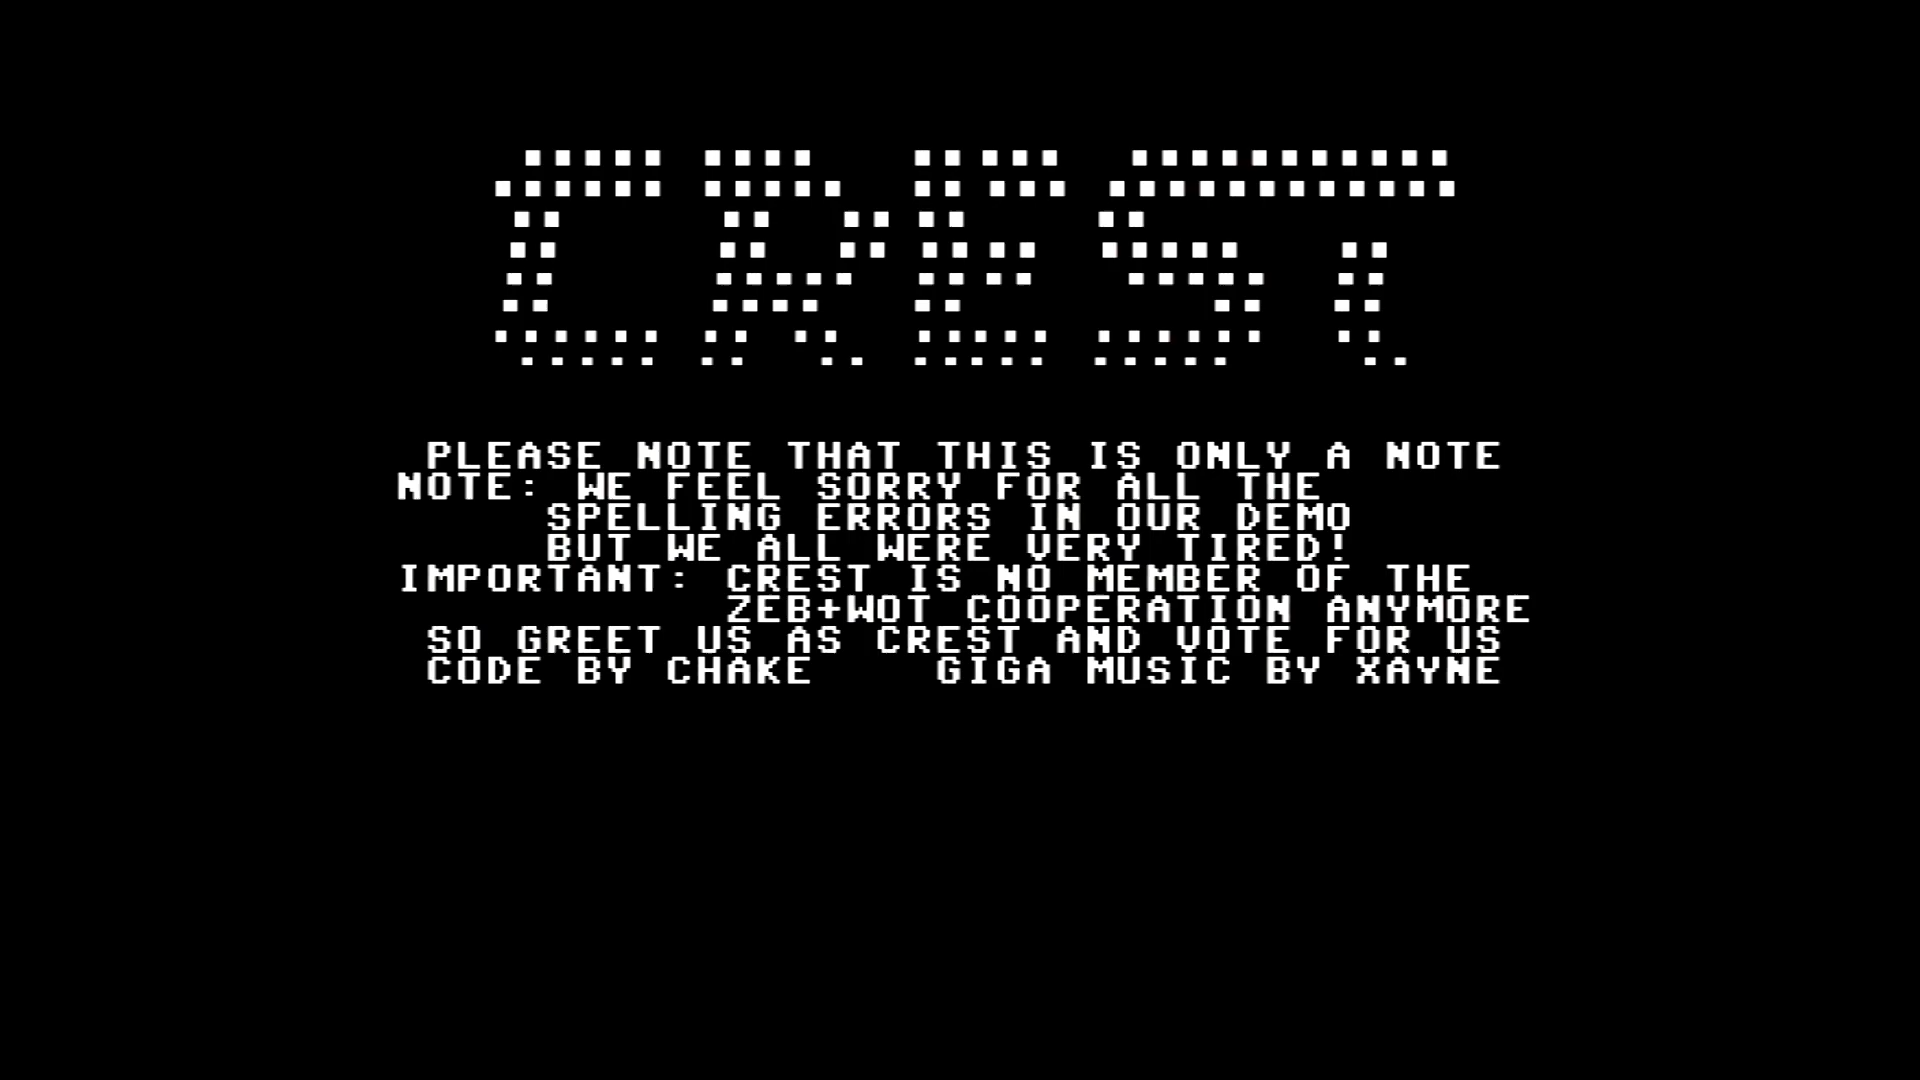 CREST
PLEASE NOTE THAT THIS IS ONLY A NOTE
NOTE: WE FEEL SORRY FOR ALL THE
SPELLING ERRORS IN OUR DEMO
BUT WE ALL WERE VERY TIRED!
IMPORTANT: CREST IS NO MEMBER OF THE
ZEB+WOT COOPERATION ANYMORE
SO GREET US AS CREST AND VOTE FOR US
CODE BY CHAKE    GIGA MUSIC BY XAYNE